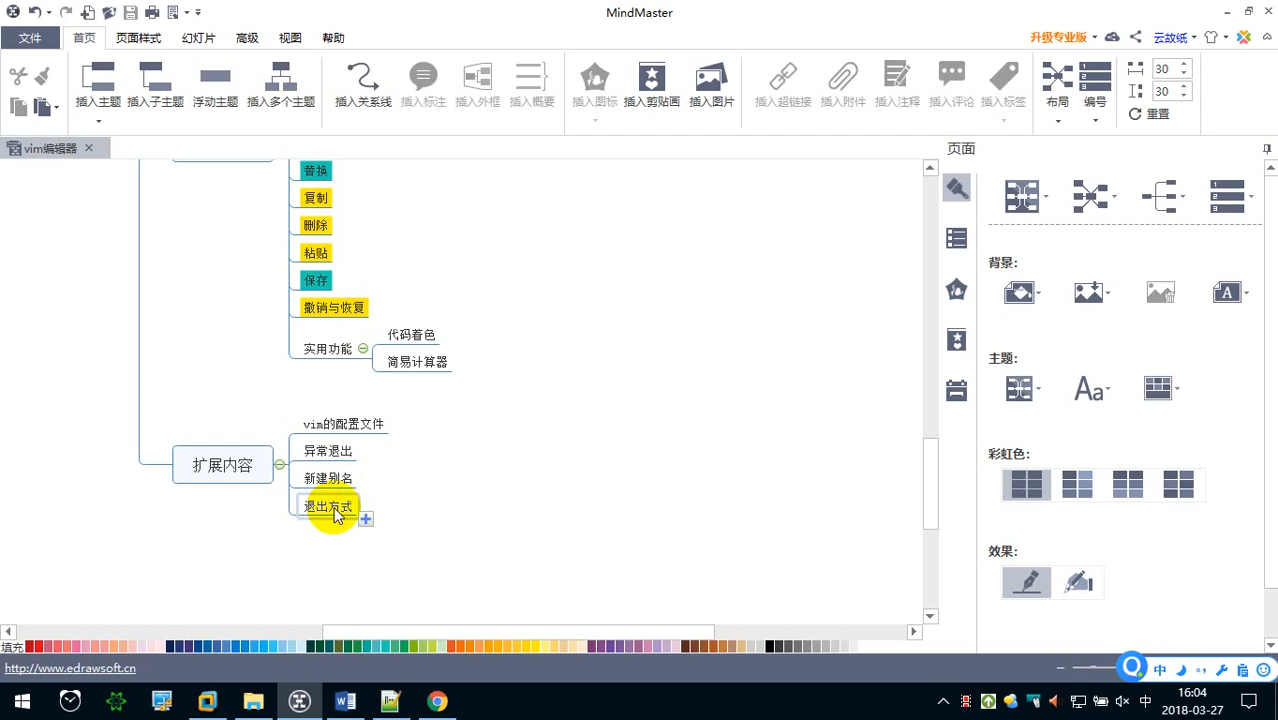 MindMaster
文件 首页 页面样式 幻灯片 高级 视图 帮助
升级专业版 云故纸
插入主题 插入子主题 浮动主题 插入多个主题 插入关系线 插入标注 插入外框 插入概要 插入图标 插入剪贴画 插入图片 插入超链接 插入附件 插入注释 插入评论 插入标签 布局 编号
30
30
重置
vim编辑器
页面
替换
复制
删除
粘贴
保存
撤销与恢复
代码着色
实用功能
简易计算器
vim的配置文件
异常退出
扩展内容
新建别名
退出方式
背景:
主题:
彩虹色:
效果:
填充
http://www.edrawsoft.cn
中
中
16:04
2018-03-27